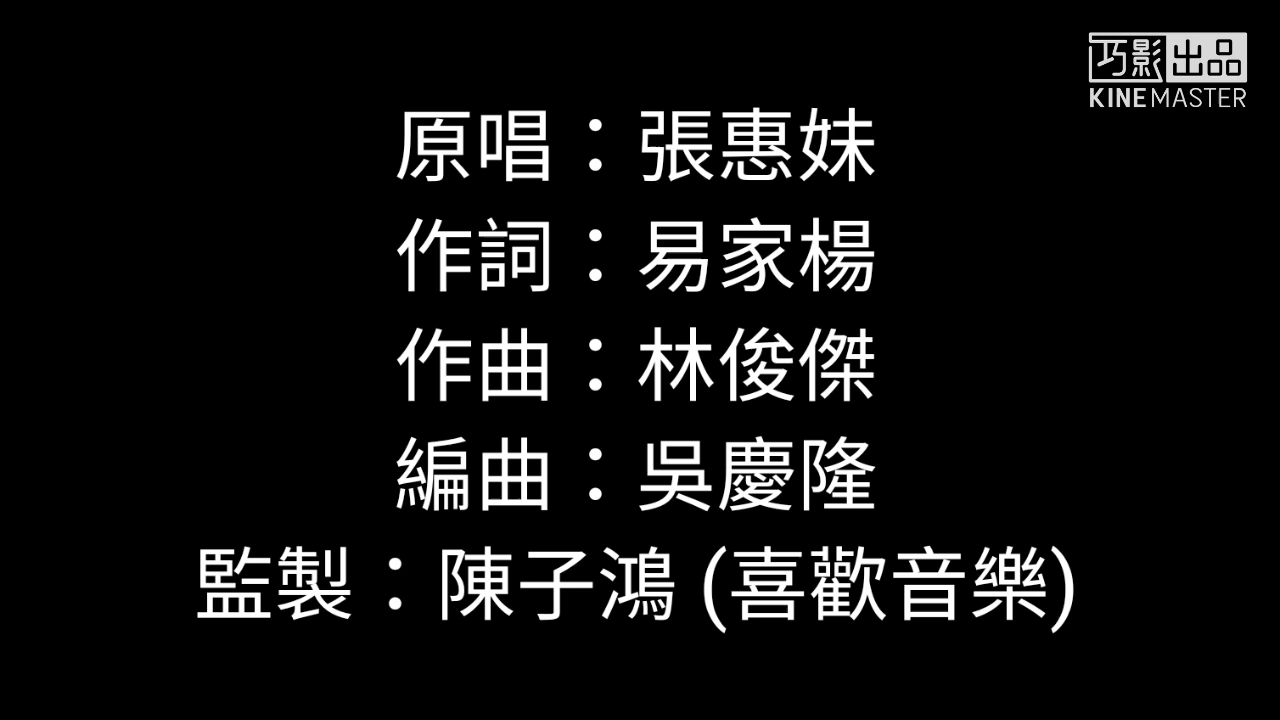 巧影出品
KINEMASTER
原唱：張惠妹
作詞：易家楊
作曲：林俊傑
編曲：吳慶隆
監製：陳子鴻 (喜歡音樂)